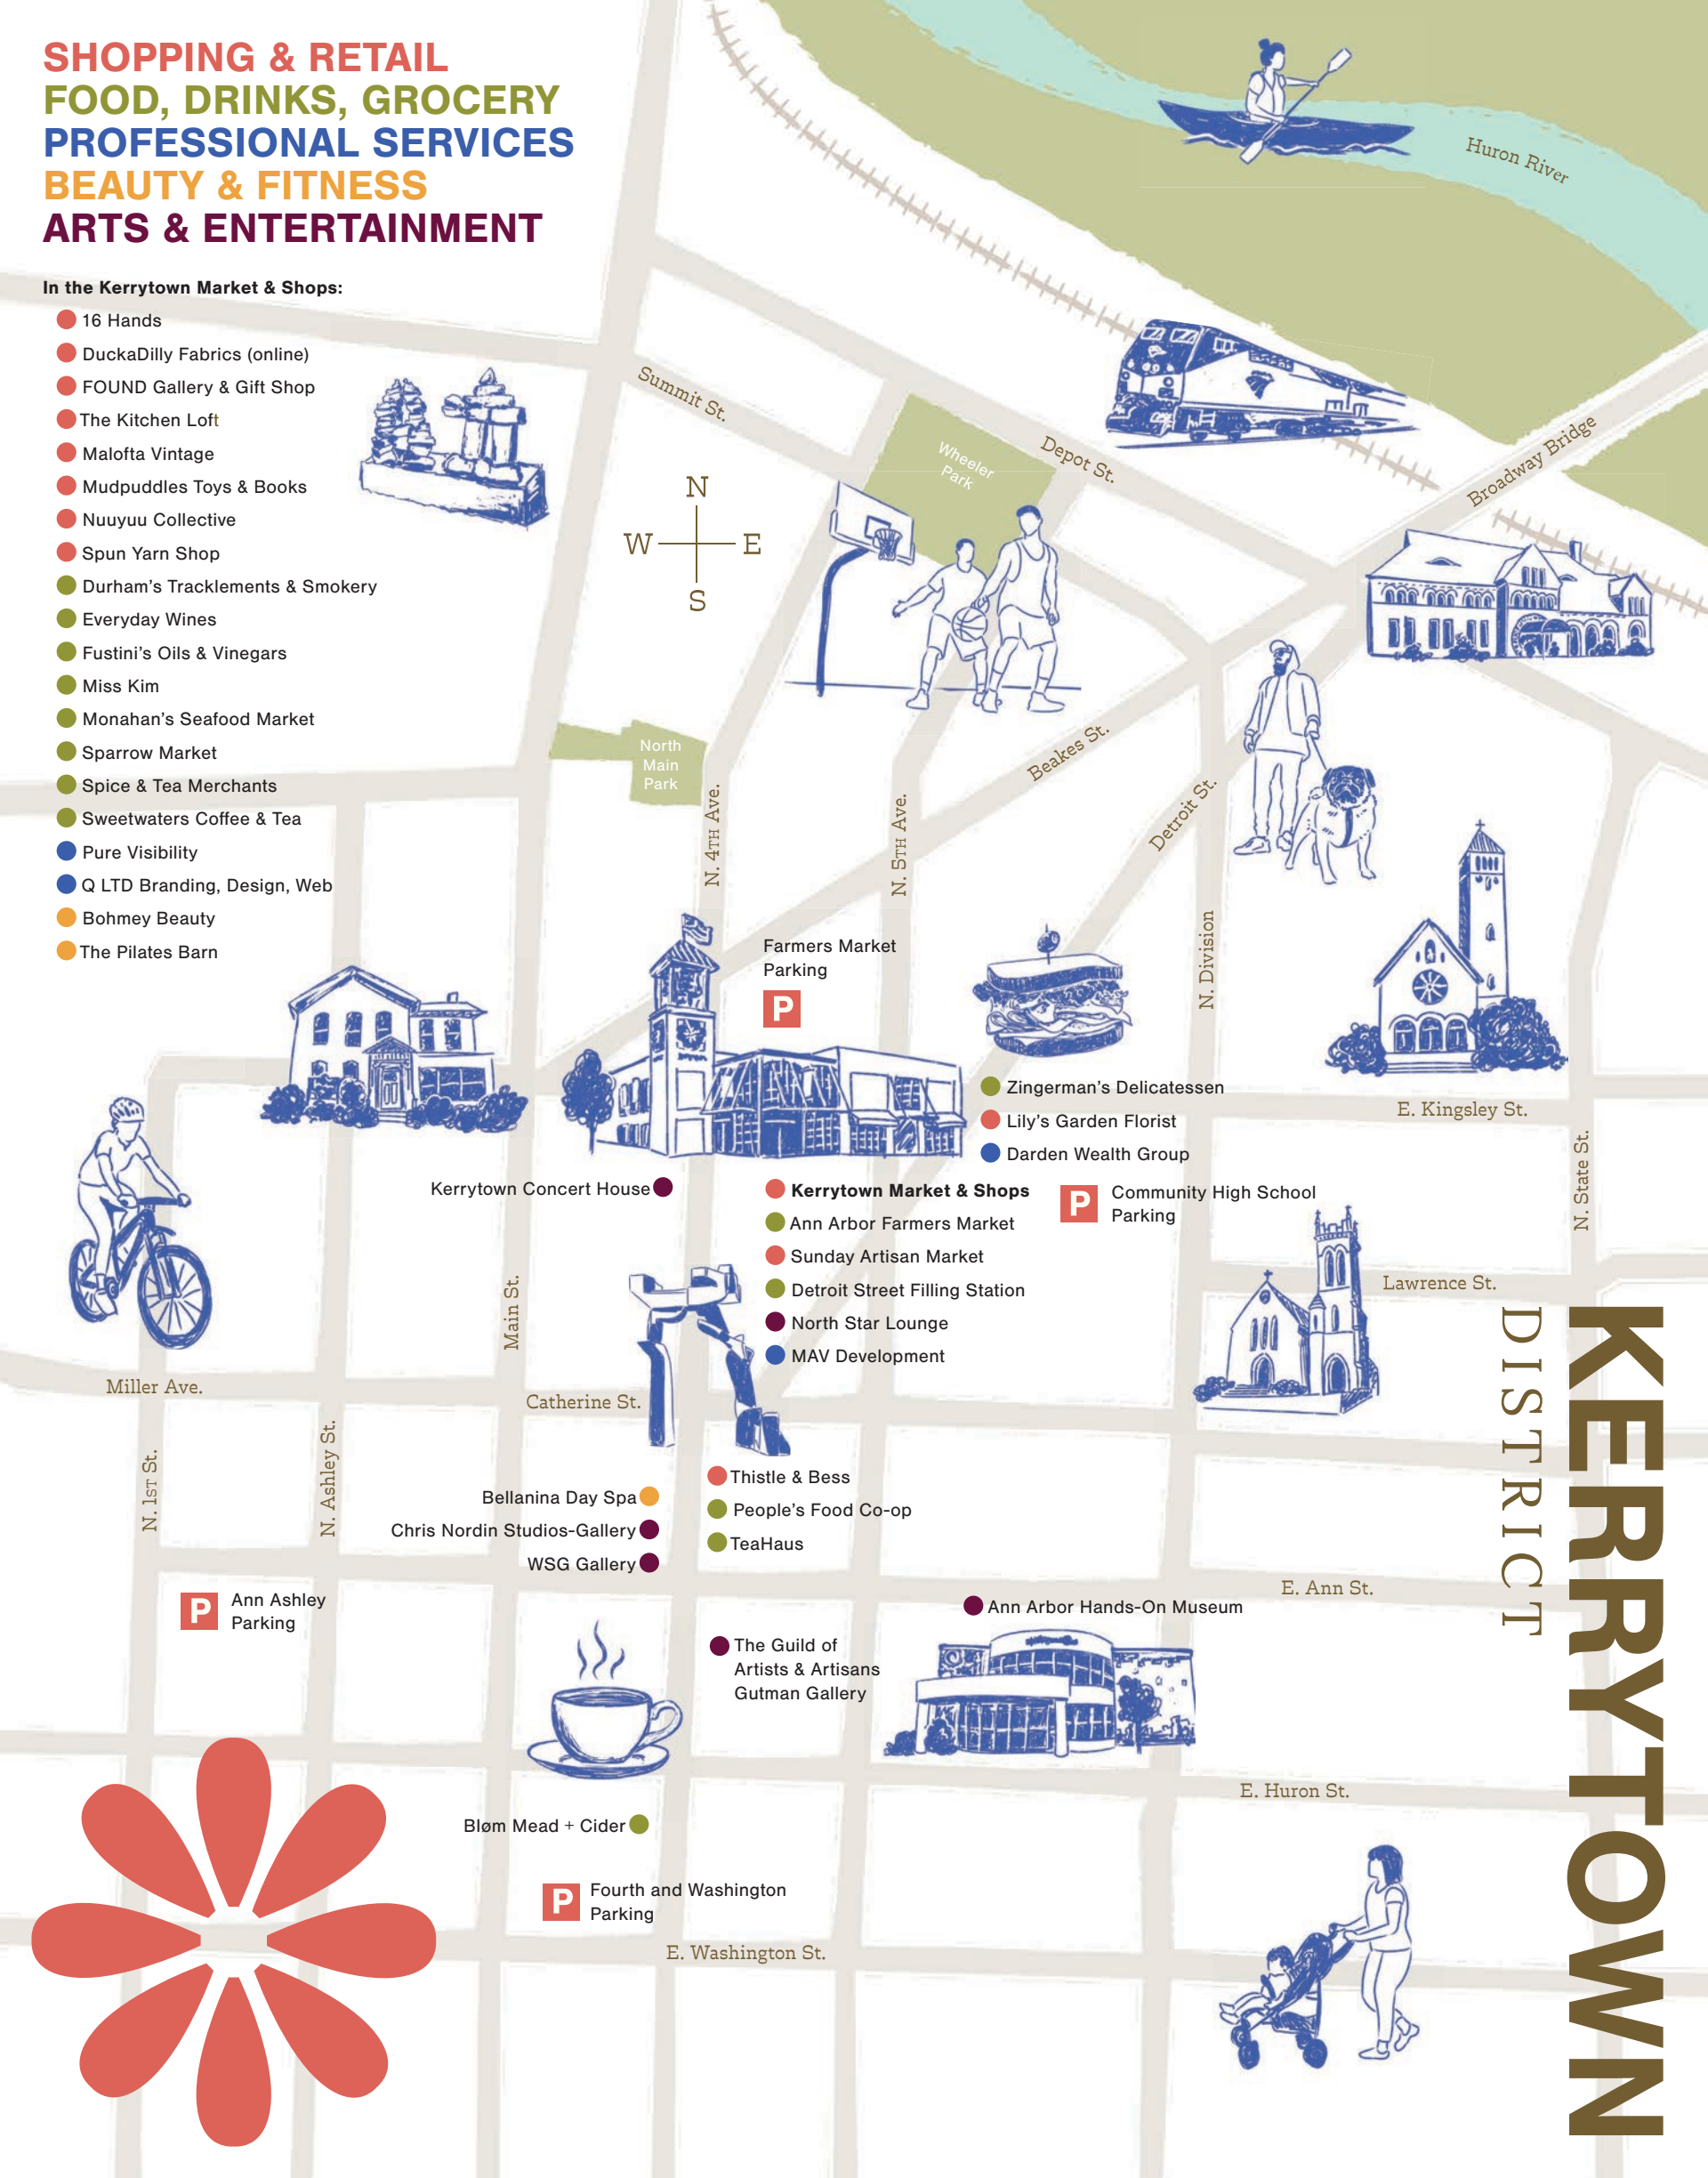 SHOPPING & RETAIL
FOOD, DRINKS, GROCERY
PROFESSIONAL SERVICES
BEAUTY & FITNESS
ARTS & ENTERTAINMENT
In the Kerrytown Market & Shops:
16 Hands
DuckaDilly Fabrics (online)
FOUND Gallery & Gift Shop
The Kitchen Loft
Malofta Vintage
Mudpuddles Toys & Books
Nuuyuu Collective
Spun Yarn Shop
Durham’s Tracklements & Smokery
Everyday Wines
Fustini’s Oils & Vinegars
Miss Kim
Monahan’s Seafood Market
Sparrow Market
Spice & Tea Merchants
Sweetwaters Coffee & Tea
Pure Visibility
Q LTD Branding, Design, Web
Bohmey Beauty
The Pilates Barn
Huron River
Summit St.
Wheeler
Park
Depot St.
Broadway Bridge
N
W
E
S
North
Main
Park
N. 4TH Ave.
N. 5TH Ave.
Beakes St.
Detroit St.
N. Division
Farmers Market
Parking
P
Zingerman’s Delicatessen
Lily’s Garden Florist
Darden Wealth Group
E. Kingsley St.
N. State St.
Kerrytown Concert House
Kerrytown Market & Shops
Ann Arbor Farmers Market
Sunday Artisan Market
Detroit Street Filling Station
North Star Lounge
MAV Development
P
Community High School
Parking
Lawrence St.
Main St.
Miller Ave.
Catherine St.
N. 1ST St.
N. Ashley St.
Bellanina Day Spa
Chris Nordin Studios-Gallery
WSG Gallery
Thistle & Bess
People’s Food Co-op
TeaHaus
E. Ann St.
P
Ann Ashley
Parking
Ann Arbor Hands-On Museum
The Guild of
Artists & Artisans
Gutman Gallery
E. Huron St.
Bløm Mead + Cider
P
Fourth and Washington
Parking
E. Washington St.
KERRYTOWN
DISTRICT